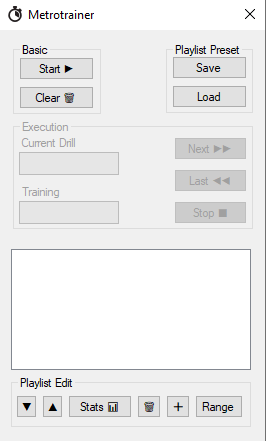 Metrotrainer
Basic
Playlist Preset
Start
Save
Clear
Load
Execution
Current Drill
Next
Last
Training
Stop
Playlist Edit
Stats
Range